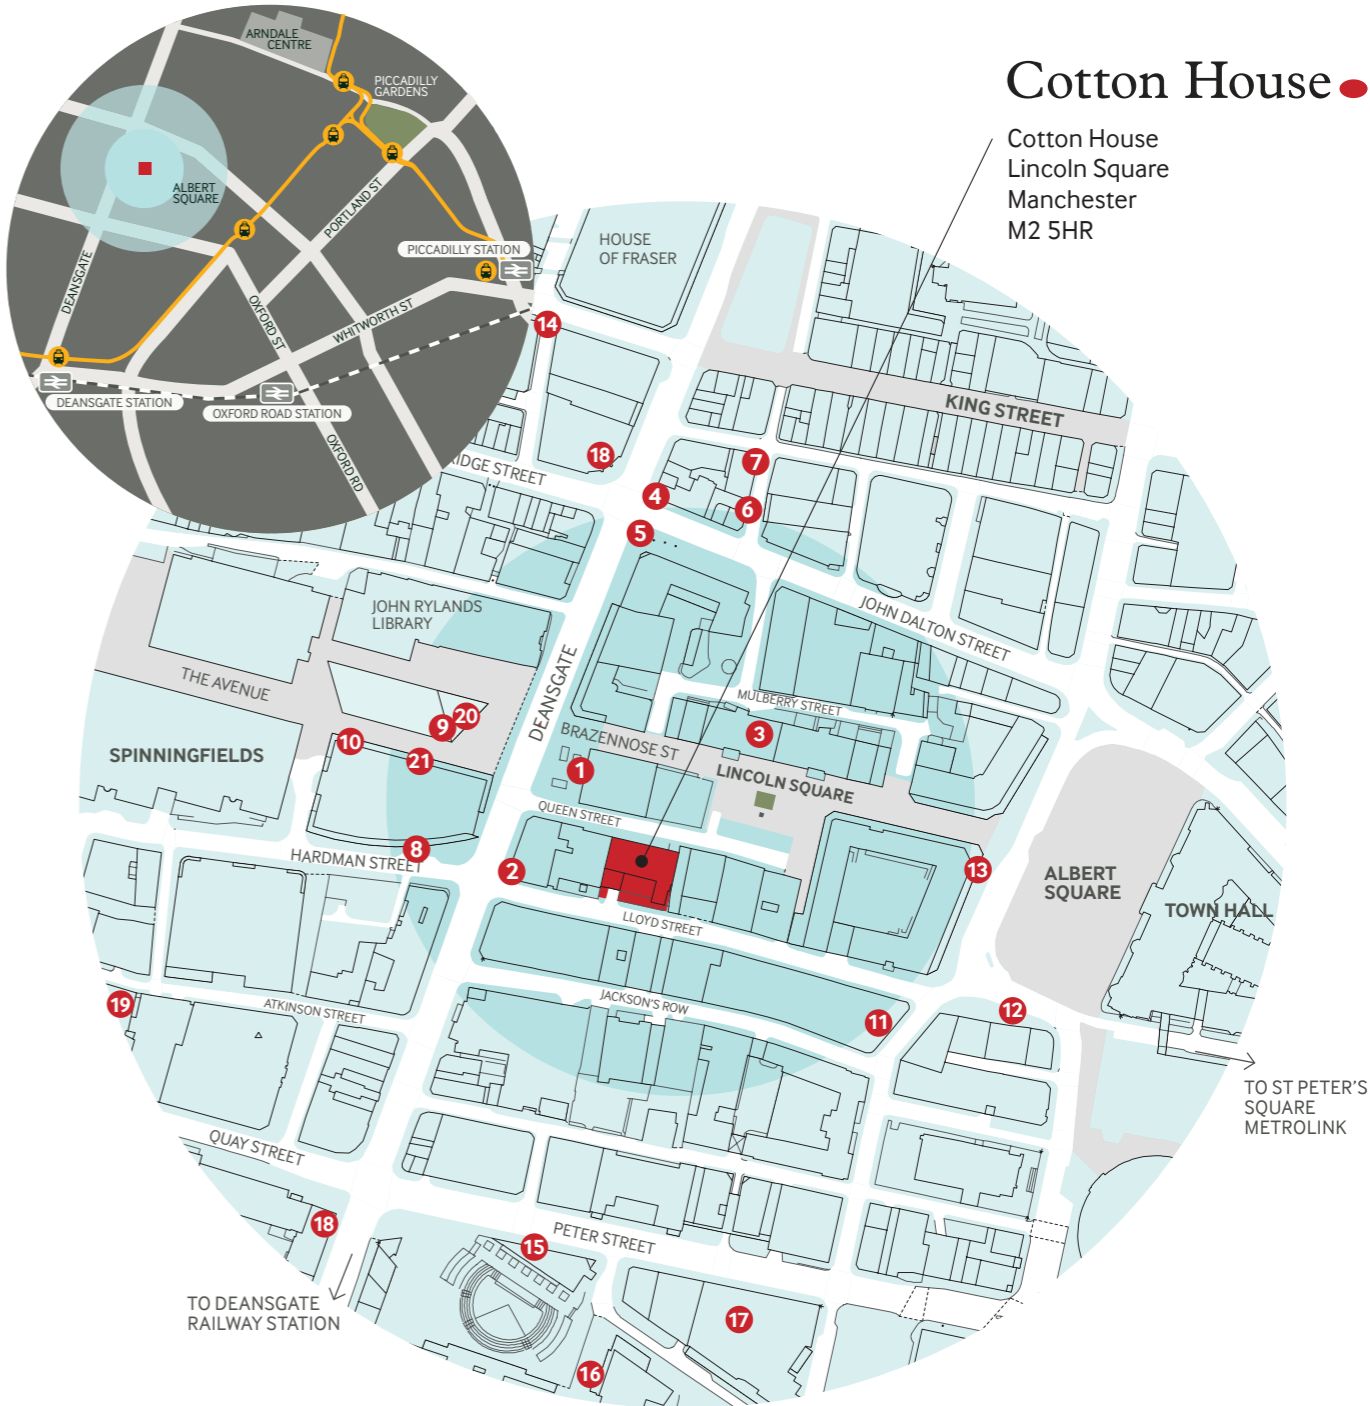 Cotton House
Cotton House
Lincoln Square
Manchester
M2 5HR
ARNDALE
CENTRE
PICCADILLY
GARDENS
ALBERT
SQUARE
PORTLAND ST
PICCADILLY STATION
DEANSGATE
OXFORD ST
WHITWORTH ST
DEANSGATE STATION
OXFORD ROAD STATION
OXFORD RD
HOUSE
OF FRASER
14
KING STREET
18
7
IDGE STREET
4
6
5
JOHN RYLANDS
LIBRARY
JOHN DALTON STREET
THE AVENUE
DEANSGATE
MULBERRY STREET
9
20
3
BRAZENNOSE ST
10
21
SPINNINGFIELDS
1
LINCOLN SQUARE
QUEEN STREET
8
HARDMAN STREET
2
13
ALBERT
SQUARE
TOWN HALL
LLOYD STREET
19
ATKINSON STREET
JACKSON'S ROW
11
12
TO ST PETER'S
SQUARE
METROLINK
QUAY STREET
18
PETER STREET
15
TO DEANSGATE
RAILWAY STATION
17
16